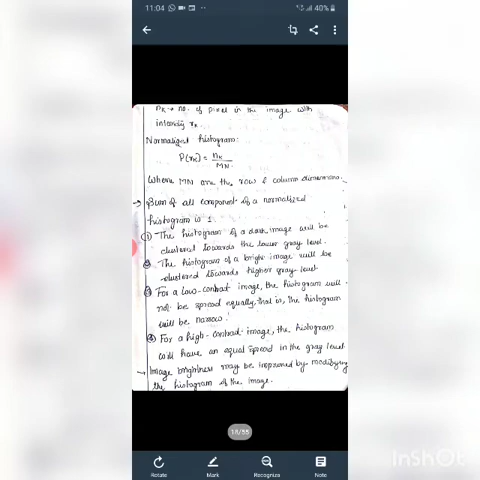 11:04
40%
nk → no. of pixel in the image with
intensity rk.
Normalized histogram:
P(rk) = nk
MN.
Where MN are the row & column dimensions.
→ Sum of all component of a normalized
histogram is 1.
① The histogram of a dark image will be
clustered towards the lower gray level.
② The histogram of a bright image will be
clustered towards higher gray level.
③ For a low-contrast image, the histogram will
not be spread equally, that is, the histogram
will be narrow.
④ For a high-contrast image, the histogram
will have an equal spread in the gray level
→ Image brightness may be improved by modifying
the histogram of the image.
18/55
Rotate Mark Recognize Note
InShOt